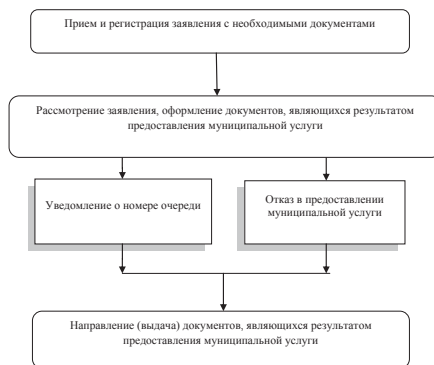 Прием и регистрация заявления с необходимыми документами
Рассмотрение заявления, оформление документов, являющихся результатом
предоставления муниципальной услуги
Уведомление о номере очереди
Отказ в предоставлении
муниципальной услуги
Направление (выдача) документов, являющихся результатом
предоставления муниципальной услуги